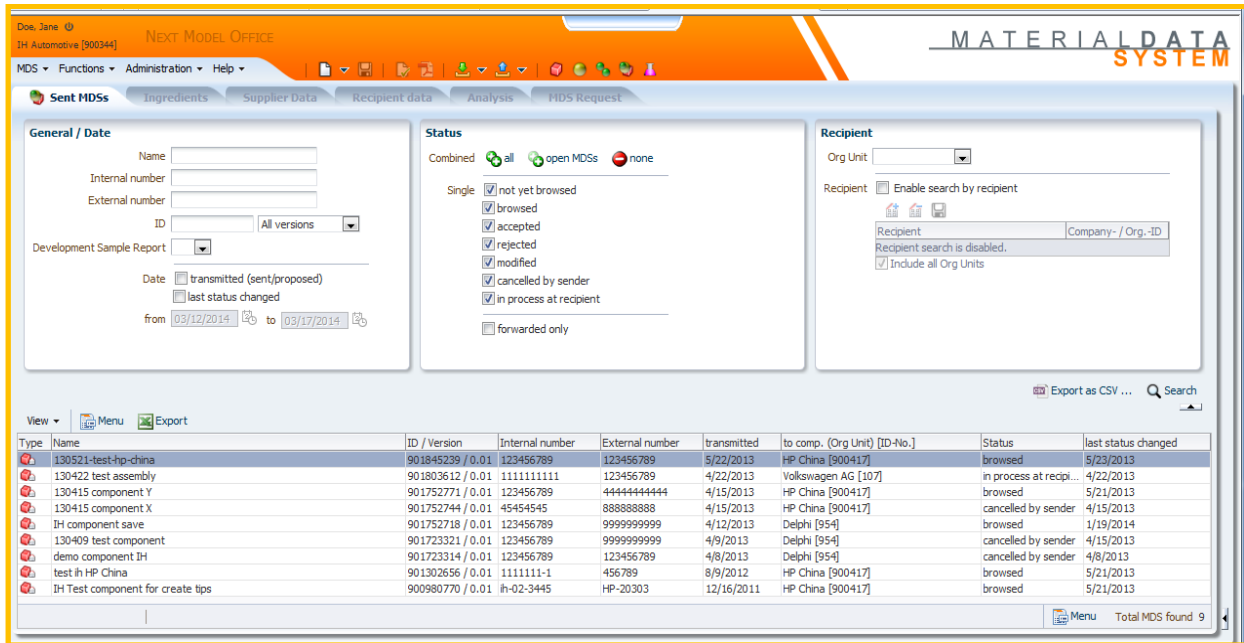 Doe, Jane
IH Automotive [900344]
NEXT MODEL OFFICE
MATERIALDATA
SYSTEM
MDS Functions Administration Help
Sent MDSs Ingredients Supplier Data Recipient data Analysis MDS Request
General / Date
Name
Internal number
External number
ID All versions
Development Sample Report
Date transmitted (sent/proposed)
last status changed
from 03/12/2014 to 03/17/2014
Status
Combined all open MDSs none
Single not yet browsed
browsed
accepted
rejected
modified
cancelled by sender
in process at recipient
forwarded only
Recipient
Org Unit
Recipient Enable search by recipient
Recipient Company- / Org.-ID
Recipient search is disabled.
Include all Org Units
Export as CSV ... Search
View Menu Export
Type Name ID / Version Internal number External number transmitted to comp. (Org Unit) [ID-No.] Status last status changed
130521-test-hp-china 901845239 / 0.01 123456789 123456789 5/22/2013 HP China [900417] browsed 5/23/2013
130422 test assembly 901803612 / 0.01 1111111111 123456789 4/22/2013 Volkswagen AG [107] in process at recipi... 4/22/2013
130415 component Y 901752771 / 0.01 123456789 44444444444 4/15/2013 HP China [900417] browsed 5/21/2013
130415 component X 901752744 / 0.01 45454545 888888888 4/15/2013 HP China [900417] cancelled by sender 4/15/2013
IH component save 901752718 / 0.01 123456789 9999999999 4/12/2013 Delphi [954] browsed 1/19/2014
130409 test component 901723321 / 0.01 123456789 9999999999 4/9/2013 Delphi [954] cancelled by sender 4/15/2013
demo component IH 901723314 / 0.01 123456789 123456789 4/8/2013 Delphi [954] cancelled by sender 4/8/2013
test ih HP China 901302656 / 0.01 1111111-1 456789 8/9/2012 HP China [900417] browsed 5/21/2013
IH Test component for create tips 900980770 / 0.01 ih-02-3445 HP-20303 12/16/2011 HP China [900417] browsed 5/21/2013
Menu Total MDS found 9